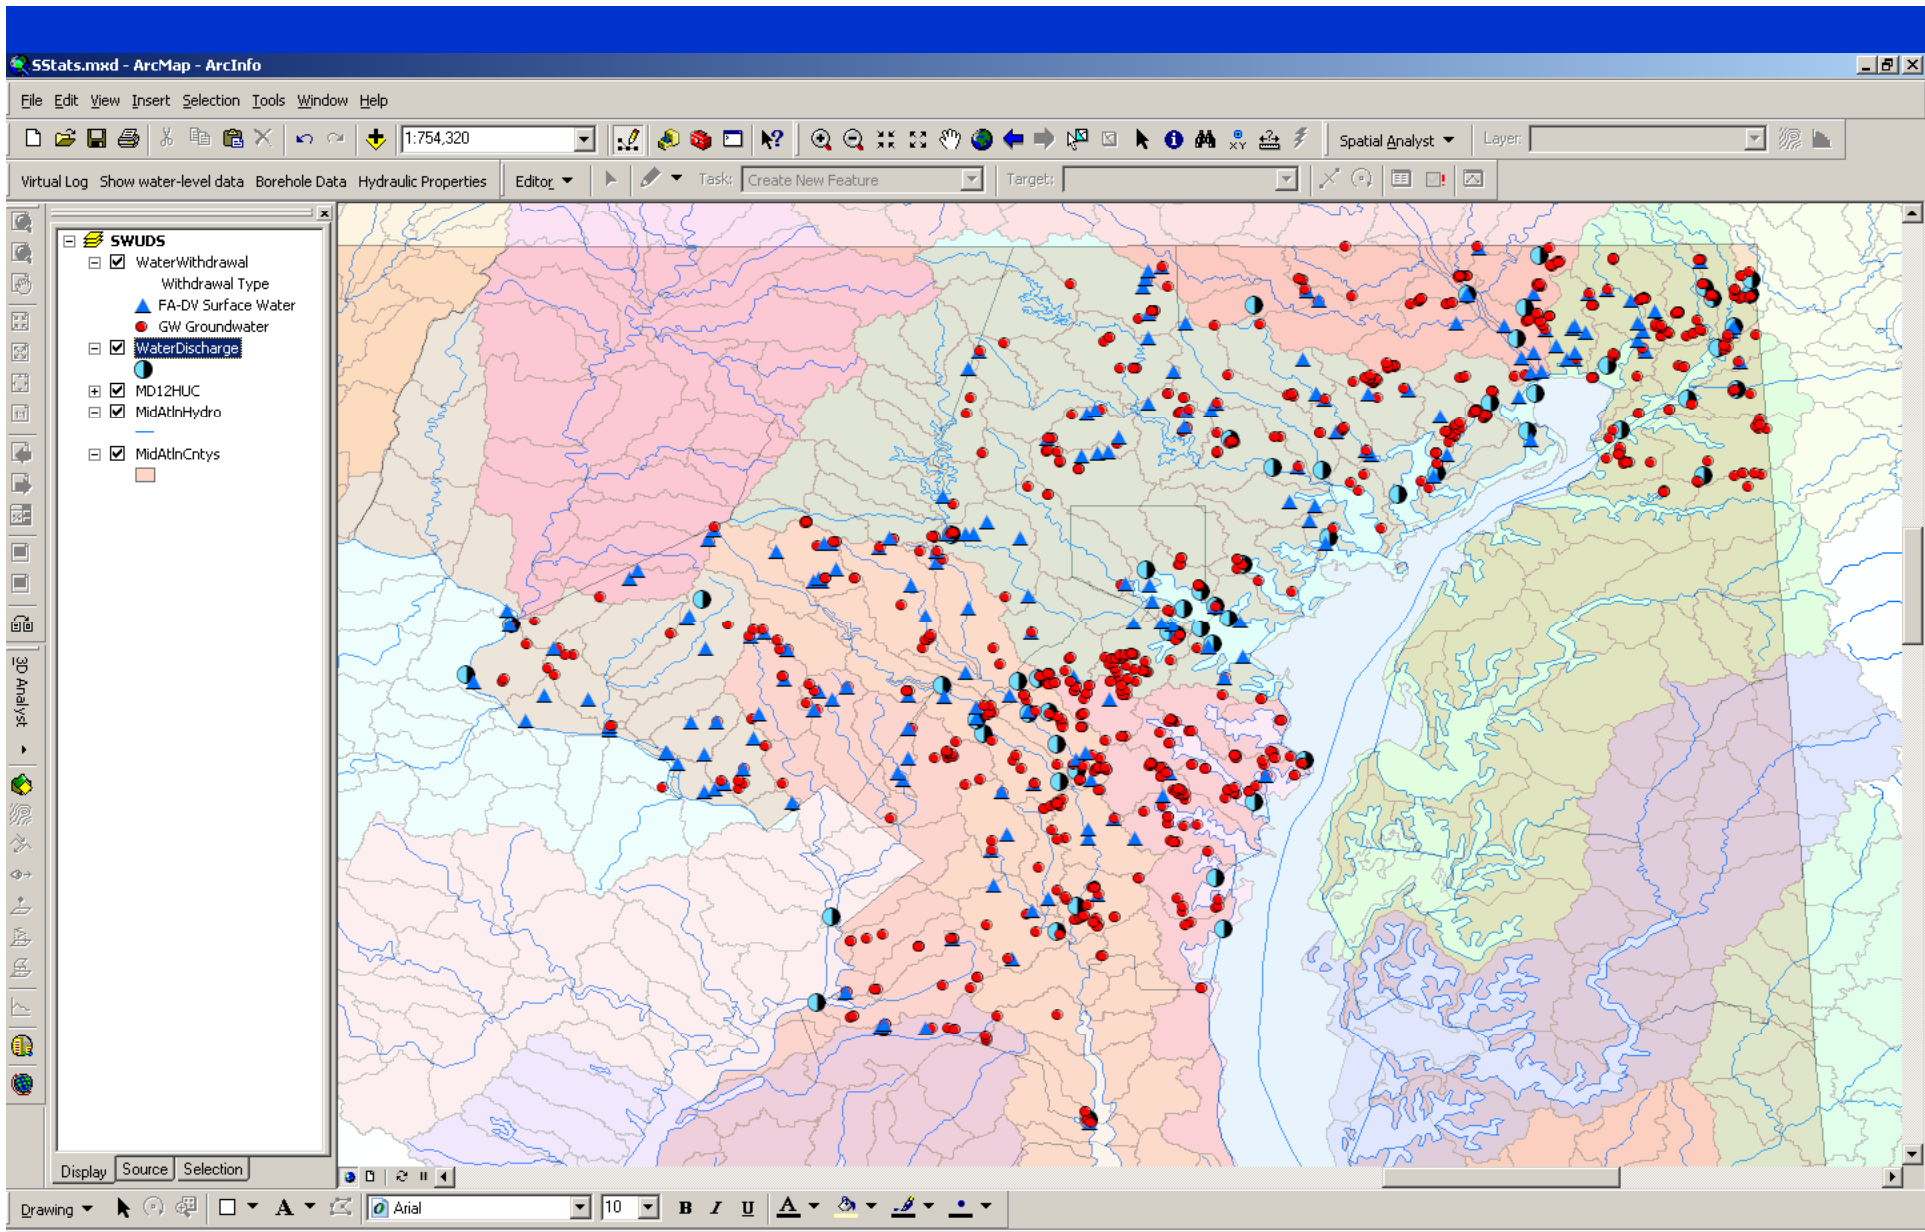 SStats.mxd - ArcMap - ArcInfo
File Edit View Insert Selection Tools Window Help
1:754,320
Spatial Analyst
Layer:
Virtual Log Show water-level data Borehole Data Hydraulic Properties
Editor
Task: Create New Feature
Target:
SWUDS
WaterWithdrawal
Withdrawal Type
FA-DV Surface Water
GW Groundwater
WaterDischarge
MD12HUC
MidAtlnHydro
MidAtlnCntys
3D Analyst
Display Source Selection
Drawing
A
Arial
10
B I U A